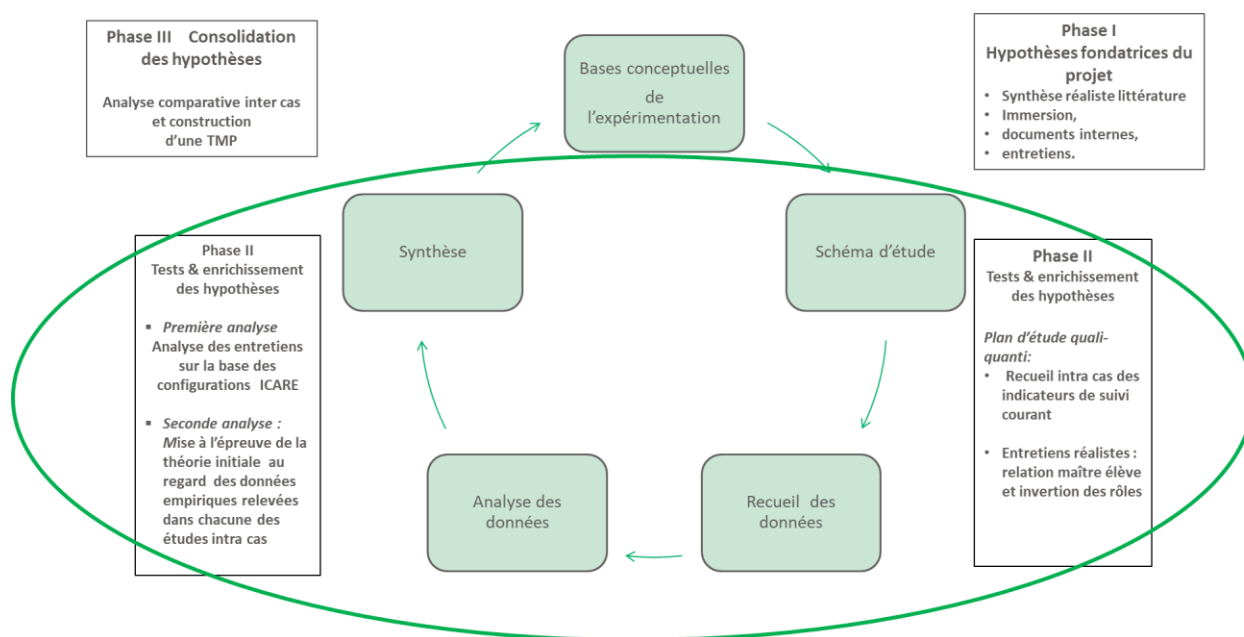 Phase III Consolidation
des hypothèses
Analyse comparative inter cas
et construction
d'une TMP
Bases conceptuelles
de
l'expérimentation
Phase I
Hypothèses fondatrices du
projet
• Synthèse réaliste littérature
• Immersion,
• documents internes,
• entretiens.
Synthèse
Schéma d'étude
Phase II
Tests & enrichissement
des hypothèses
▪ Première analyse
Analyse des entretiens
sur la base des
configurations ICARE
▪ Seconde analyse :
Mise à l'épreuve de la
théorie initiale au
regard des données
empiriques relevées
dans chacune des
études intra cas
Phase II
Tests & enrichissement
des hypothèses
Plan d'étude quali-
quanti:
• Recueil intra cas des
indicateurs de suivi
courant
• Entretiens réalistes :
relation maître élève
et invertion des rôles
Analyse des
données
Recueil des
données